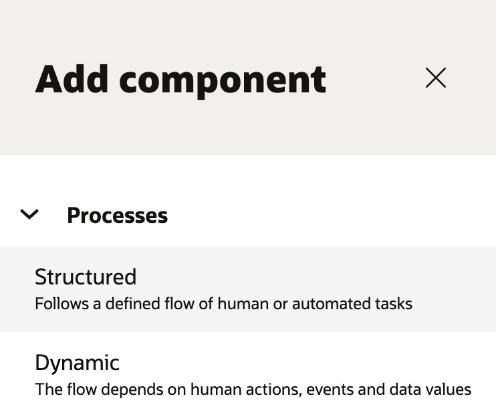 Add component
Processes
Structured
Follows a defined flow of human or automated tasks
Dynamic
The flow depends on human actions, events and data values